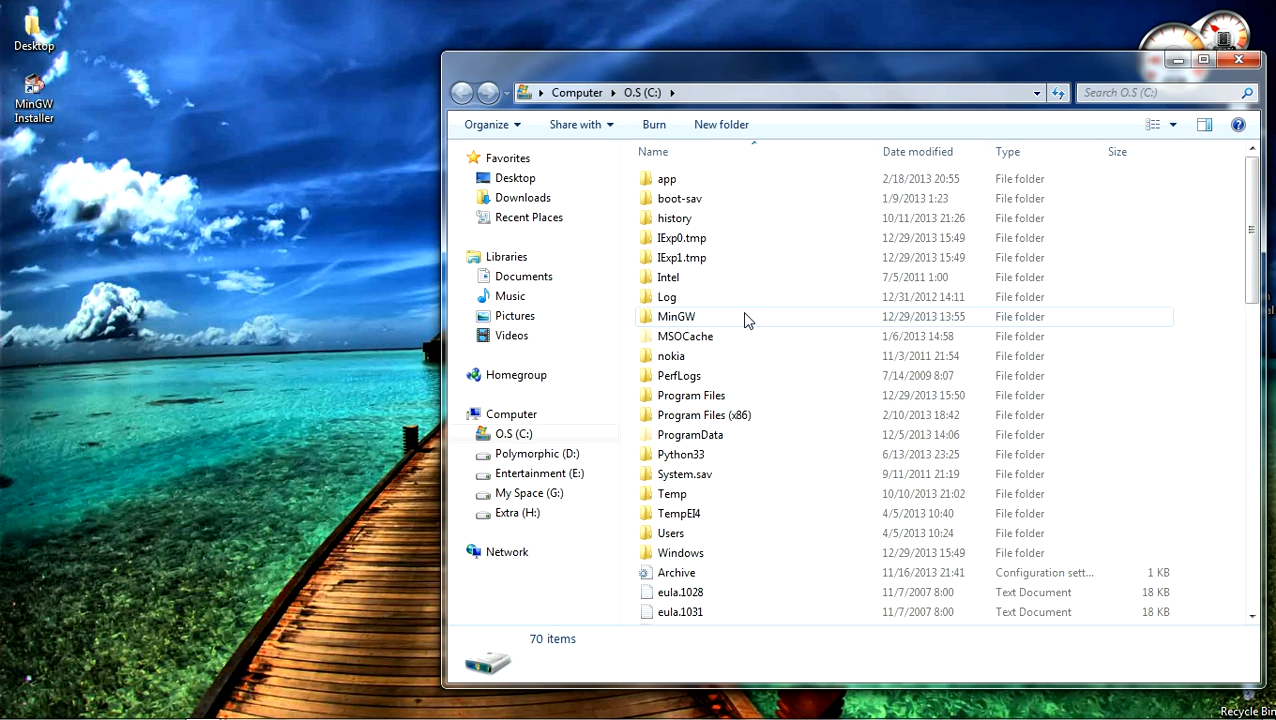 Desktop
MinGW
Installer
Computer
O.S (C:)
Search O.S (C:)
Organize
Share with
Burn
New folder
Favorites
Desktop
Downloads
Recent Places
Libraries
Documents
Music
Pictures
Videos
Homegroup
Computer
O.S (C:)
Polymorphic (D:)
Entertainment (E:)
My Space (G:)
Extra (H:)
Network
Name Date modified Type Size
app 2/18/2013 20:55 File folder
boot-sav 1/9/2013 1:23 File folder
history 10/11/2013 21:26 File folder
IExp0.tmp 12/29/2013 15:49 File folder
IExp1.tmp 12/29/2013 15:49 File folder
Intel 7/5/2011 1:00 File folder
Log 12/31/2012 14:11 File folder
MinGW 12/29/2013 13:55 File folder
MSOCache 1/6/2013 14:58 File folder
nokia 11/3/2011 21:54 File folder
PerfLogs 7/14/2009 8:07 File folder
Program Files 12/29/2013 15:50 File folder
Program Files (x86) 2/10/2013 18:42 File folder
ProgramData 12/5/2013 14:06 File folder
Python33 6/13/2013 23:25 File folder
System.sav 9/11/2011 21:19 File folder
Temp 10/10/2013 21:02 File folder
TempEI4 4/5/2013 10:40 File folder
Users 4/5/2013 10:24 File folder
Windows 12/29/2013 15:49 File folder
Archive 11/16/2013 21:41 Configuration sett... 1 KB
eula.1028 11/7/2007 8:00 Text Document 18 KB
eula.1031 11/7/2007 8:00 Text Document 18 KB
70 items
Recycle Bin